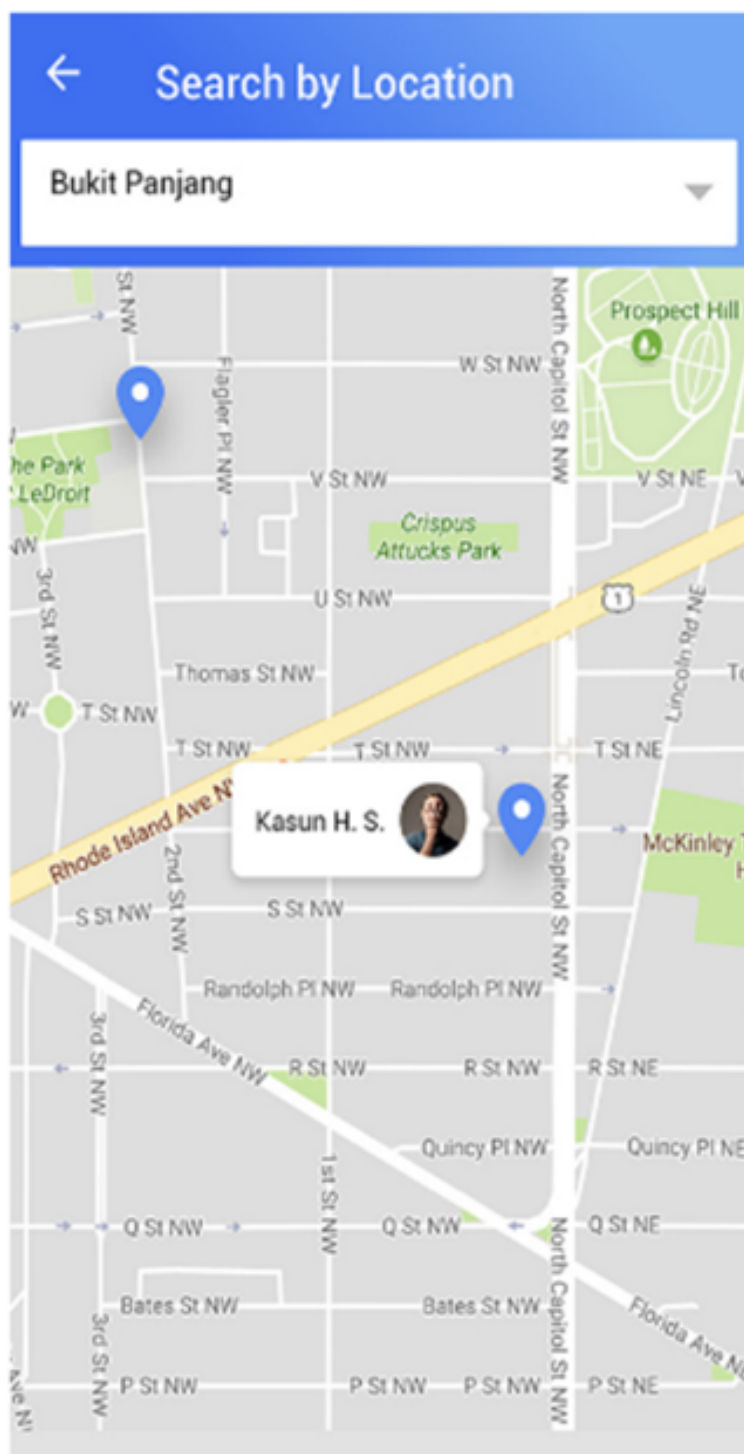 Search by Location
Bukit Panjang
St NW
North Capitol St NW
Prospect Hill
W St NW
Flagler Pl NW
The Park
LeDroit
V St NW
V St NE
Crispus
Attucks Park
NW
3rd St NW
U St NW
1
Lincoln Rd NE
Thomas St NW
W
T St NW
T St NW
T St NW
T St NE
Rhode Island Ave
Kasun H. S.
North Capitol St NW
McKinley
2nd St NW
S St NW
S St NW
Randolph Pl NW
Randolph Pl NW
Florida Ave NW
3rd St NW
R St NW
R St NW
R St NE
Quincy Pl NW
Quincy Pl NE
1st St NW
Q St NW
Q St NW
Q St NE
North Capitol St NW
Bates St NW
Bates St NW
Florida Ave NE
3rd St NW
P St NW
P St NW
P St NW
P St NE